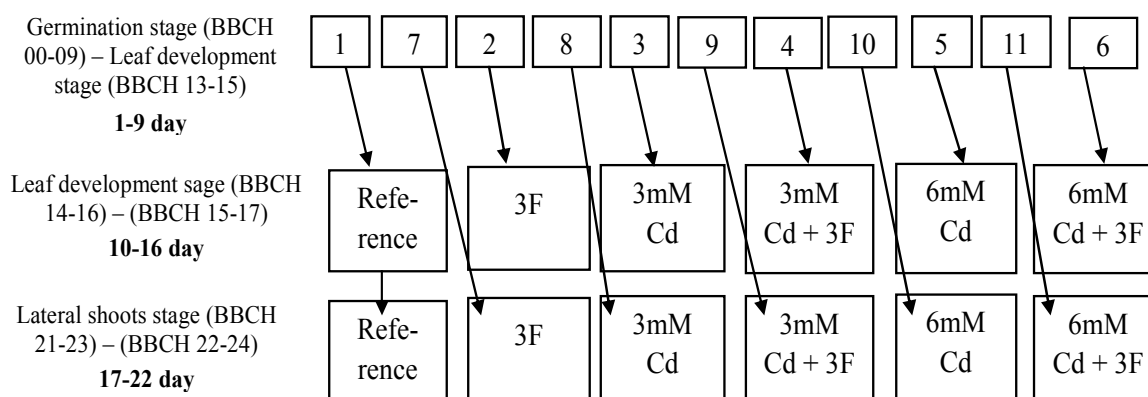 Germination stage (BBCH
00-09) – Leaf development
stage (BBCH 13-15)
1-9 day
1 7 2 8 3 9 4 10 5 11 6
Leaf development sage (BBCH
14-16) – (BBCH 15-17)
10-16 day
Refe-
rence
3F
3mM
Cd
3mM
Cd + 3F
6mM
Cd
6mM
Cd + 3F
Lateral shoots stage (BBCH
21-23) – (BBCH 22-24)
17-22 day
Refe-
rence
3F
3mM
Cd
3mM
Cd + 3F
6mM
Cd
6mM
Cd + 3F